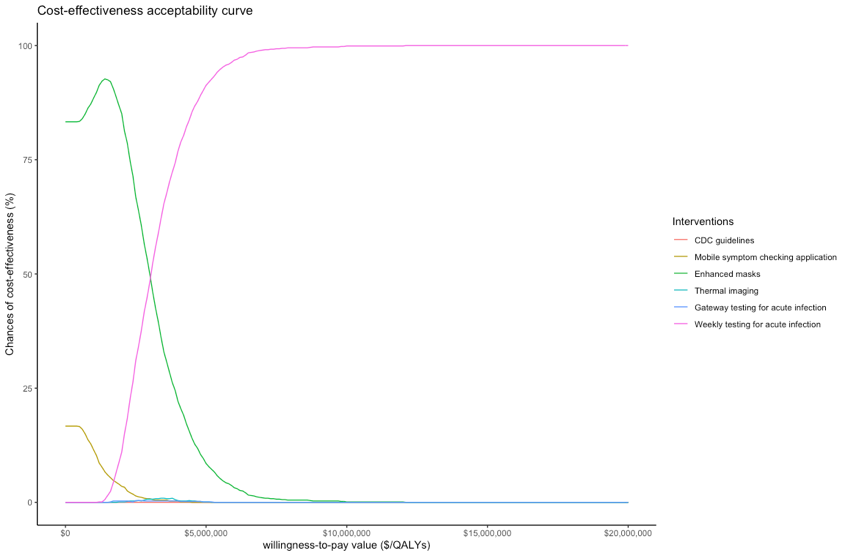 Cost-effectiveness acceptability curve
Chances of cost-effectiveness (%)
100
75
50
25
0
$0
$5,000,000
$10,000,000
$15,000,000
$20,000,000
willingness-to-pay value ($/QALYs)
Interventions
CDC guidelines
Mobile symptom checking application
Enhanced masks
Thermal imaging
Gateway testing for acute infection
Weekly testing for acute infection